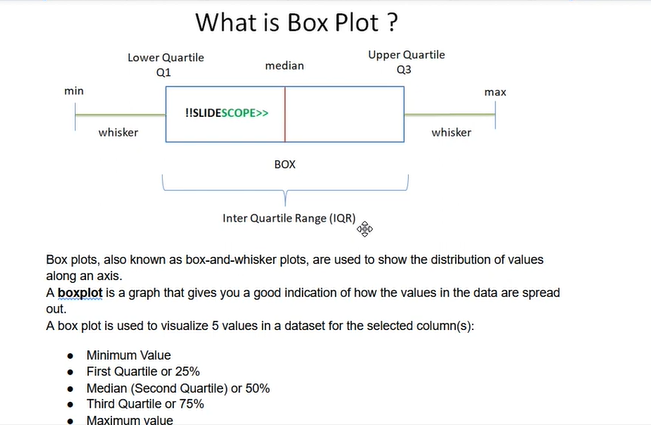 What is Box Plot ?
Lower Quartile
Q1
median
Upper Quartile
Q3
min
max
!!SLIDESCOPE>>
whisker
whisker
BOX
Inter Quartile Range (IQR)
Box plots, also known as box-and-whisker plots, are used to show the distribution of values
along an axis.
A boxplot is a graph that gives you a good indication of how the values in the data are spread
out.
A box plot is used to visualize 5 values in a dataset for the selected column(s):
● Minimum Value
● First Quartile or 25%
● Median (Second Quartile) or 50%
● Third Quartile or 75%
● Maximum value